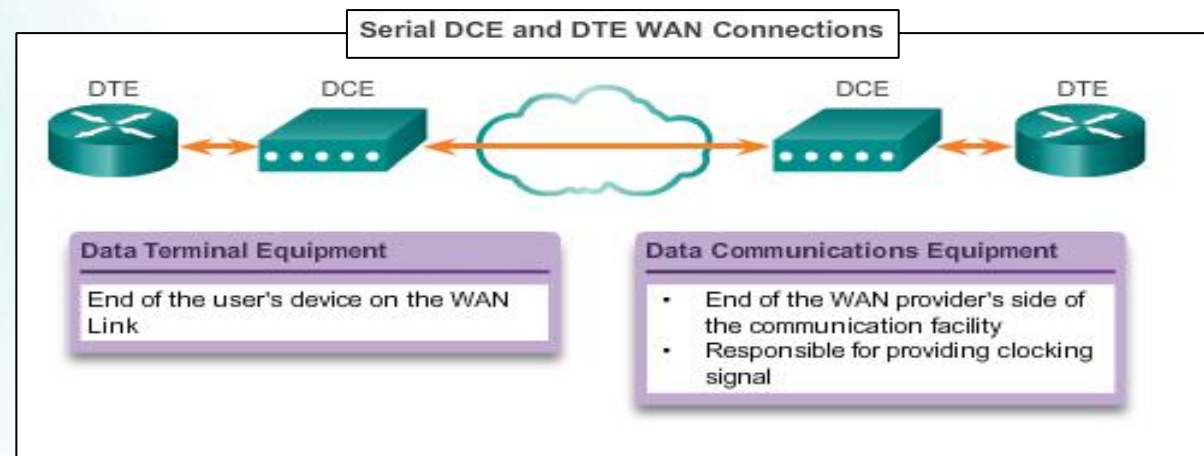 Serial DCE and DTE WAN Connections
DTE
DCE
DCE
DTE
Data Terminal Equipment
End of the user's device on the WAN
Link
Data Communications Equipment
• End of the WAN provider's side of
the communication facility
• Responsible for providing clocking
signal